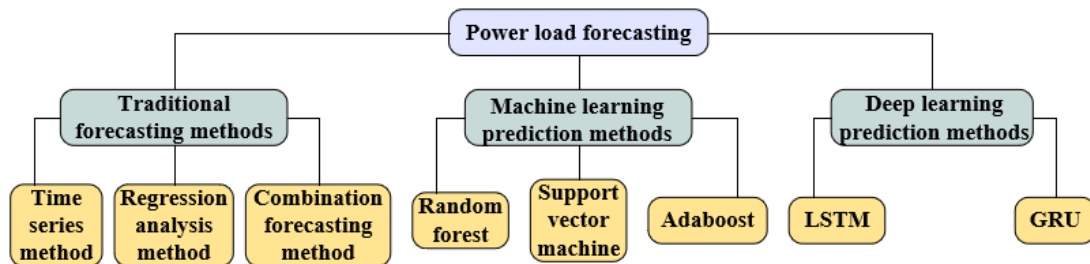 Power load forecasting
Traditional
forecasting methods
Machine learning
prediction methods
Deep learning
prediction methods
Time
series
method
Regression
analysis
method
Combination
forecasting
method
Random
forest
Support
vector
machine
Adaboost
LSTM
GRU